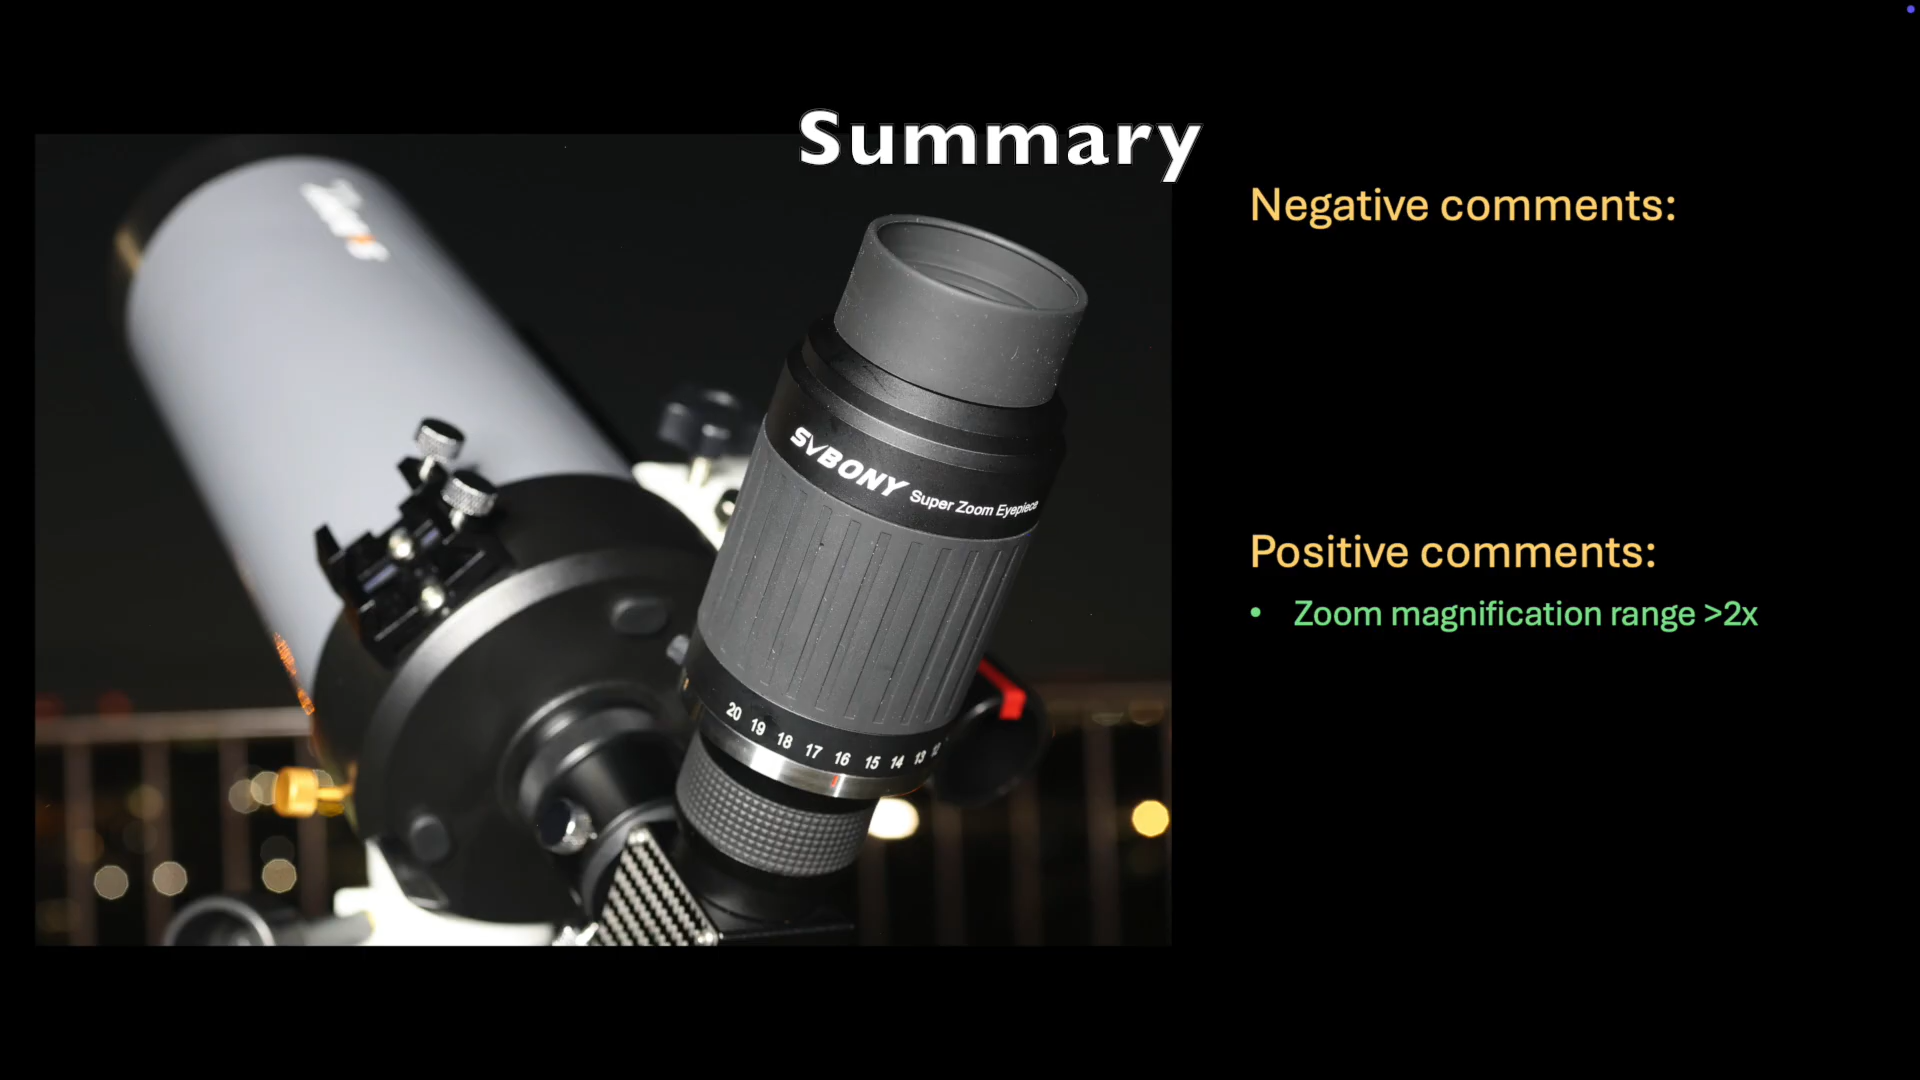 Summary
Negative comments:
SVBONY Super Zoom Eyepiece
Positive comments:
• Zoom magnification range >2x
20 19 18 17 16 15 14 13